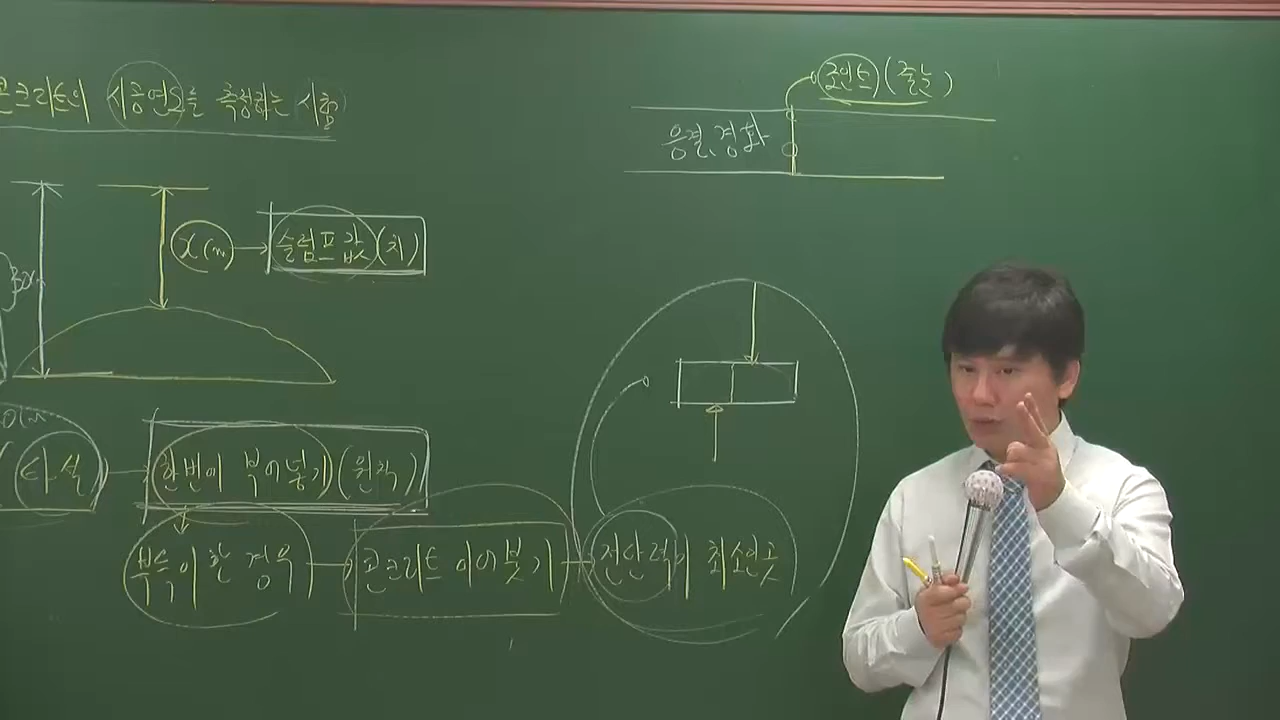 콘크리트의 시공연도를 측정하는 시험
조인트 (줄눈)
응결, 경화
x(cm) 슬럼프 값 (치)
타설 한번에 부어넣기 (원칙)
부득이한 경우 콘크리트 이어붓기 전단력이 최소인곳